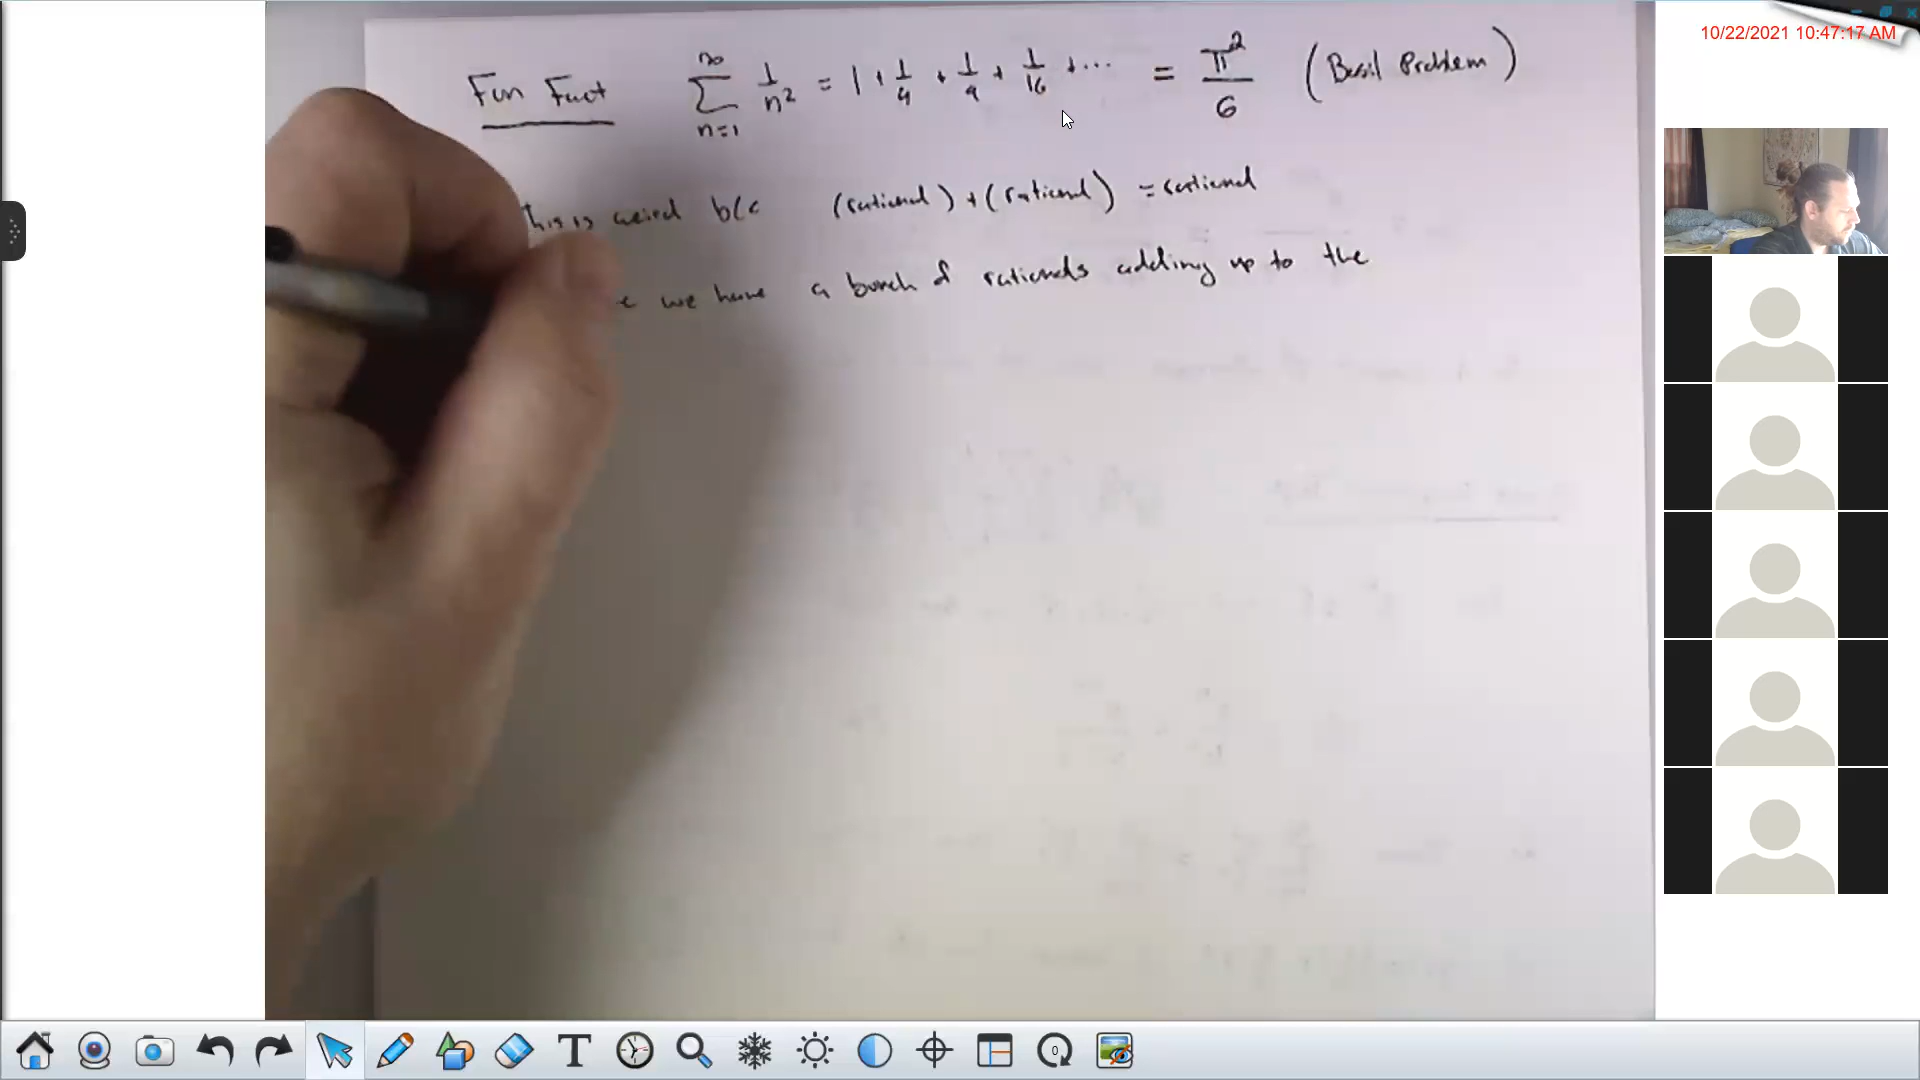 10/22/2021 10:47:17 AM
Fun Fact ∞ Σ n=1 1/n² = 1 + 1/4 + 1/9 + 1/16 + ... = π²/6 (Basil Problem)
This is weird b/c (rational) + (rational) = rational
we have a bunch of rationals adding up to the
T
0